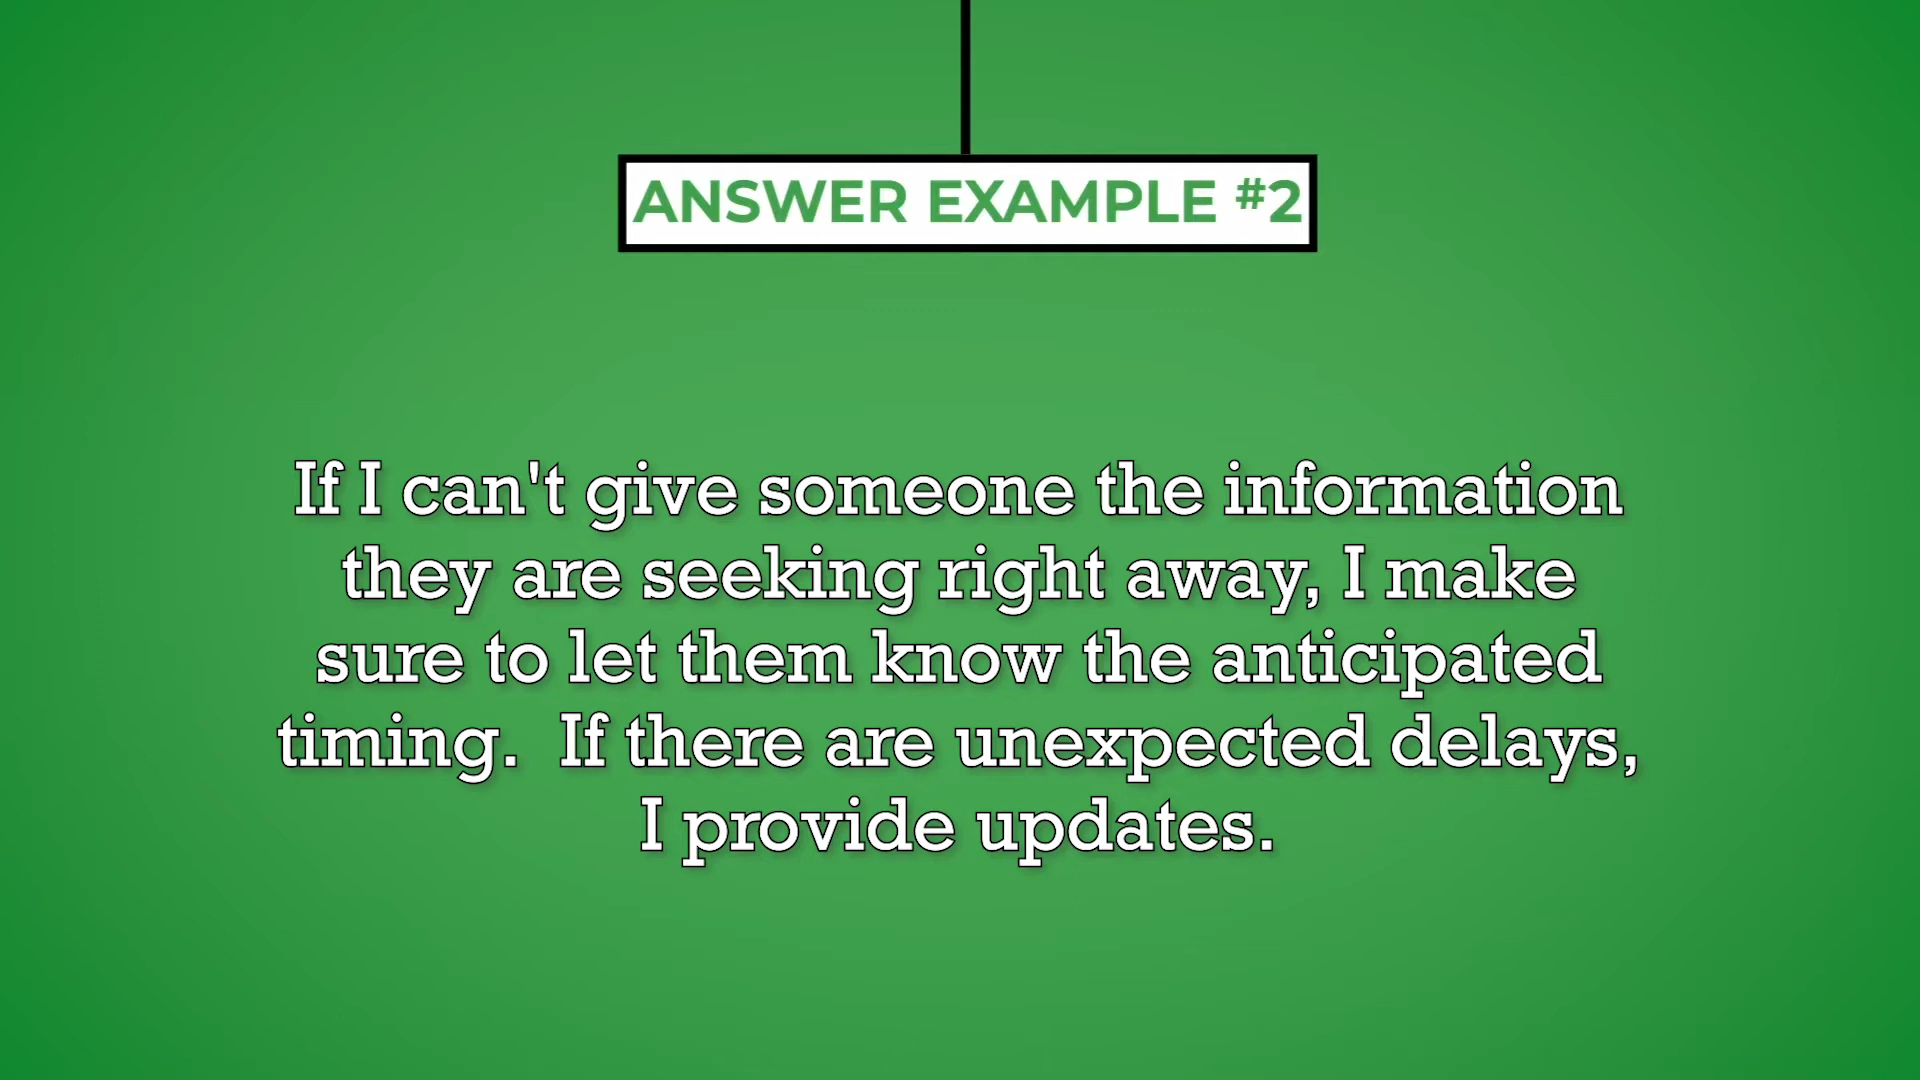 ANSWER EXAMPLE #2
If I can't give someone the information
they are seeking right away, I make
sure to let them know the anticipated
timing.  If there are unexpected delays,
I provide updates.